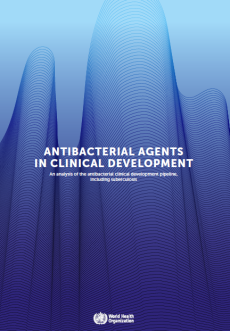 ANTIBACTERIAL AGENTS
IN CLINICAL DEVELOPMENT
An analysis of the antibacterial clinical development pipeline,
including tuberculosis
World Health
Organization